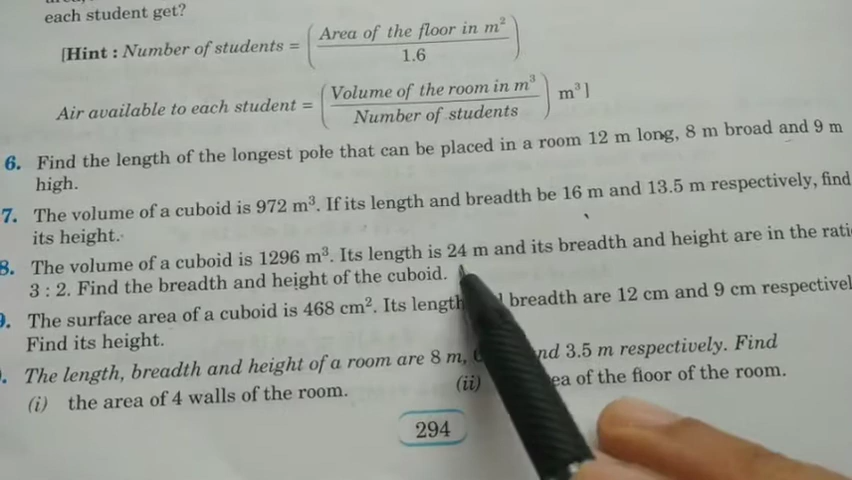 each student get?
[Hint : Number of students = ( Area of the floor in m² / 1.6 )
Air available to each student = ( Volume of the room in m³ / Number of students ) m³]
6. Find the length of the longest pole that can be placed in a room 12 m long, 8 m broad and 9 m
high.
7. The volume of a cuboid is 972 m³. If its length and breadth be 16 m and 13.5 m respectively, find
its height.
8. The volume of a cuboid is 1296 m³. Its length is 24 m and its breadth and height are in the
3 : 2. Find the breadth and height of the cuboid.
The surface area of a cuboid is 468 cm². Its length breadth are 12 cm and 9 cm
Find its height.
The length, breadth and height of a room are 8 m, 3.5 m respectively. Find
(i) the area of 4 walls of the room. (ii) of the floor of the room.
294